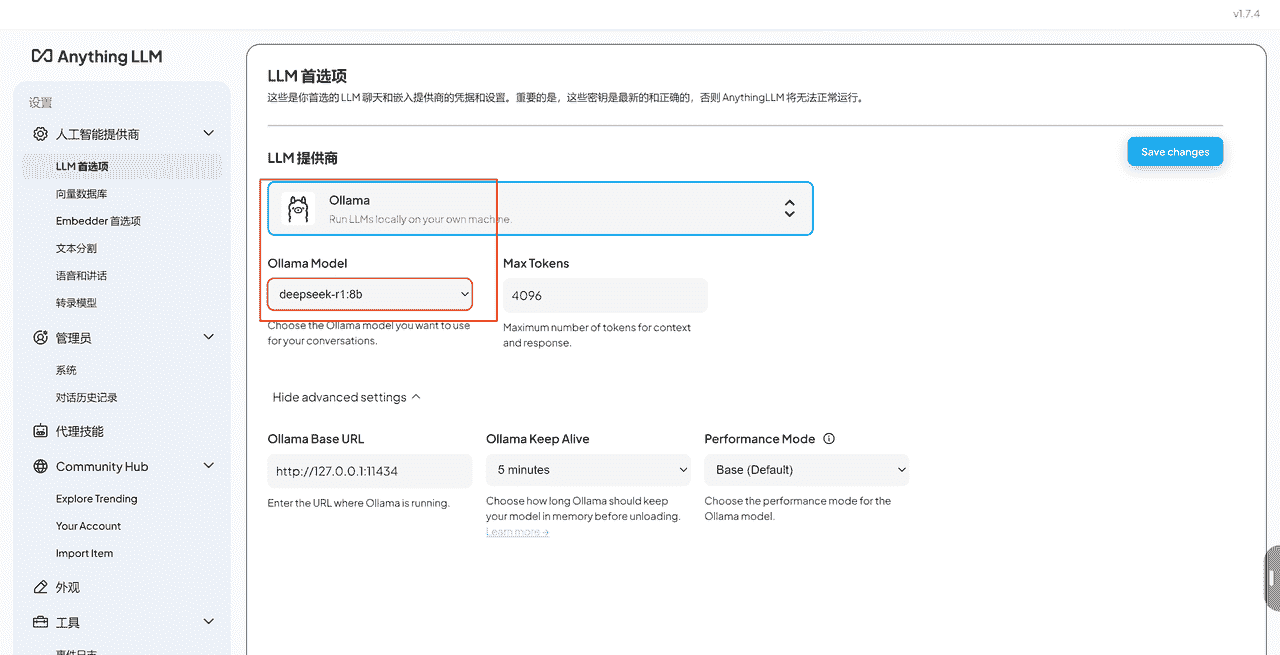 v1.7.4
Anything LLM
设置
人工智能提供商
LLM 首选项
向量数据库
Embedder 首选项
文本分割
语音和讲话
转录模型
管理员
系统
对话历史记录
代理技能
Community Hub
Explore Trending
Your Account
Import Item
外观
工具
事件日志
LLM 首选项
这些是你首选的 LLM 聊天和嵌入提供商的凭据和设置。重要的是，这些密钥是最新的和正确的，否则 AnythingLLM 将无法正常运行。
LLM 提供商
Save changes
Ollama
Run LLMs locally on your own machine.
Ollama Model
deepseek-r1:8b
Choose the Ollama model you want to use
for your conversations.
Max Tokens
4096
Maximum number of tokens for context
and response.
Hide advanced settings
Ollama Base URL
http://127.0.0.1:11434
Enter the URL where Ollama is running.
Ollama Keep Alive
5 minutes
Choose how long Ollama should keep
your model in memory before unloading.
Learn more →
Performance Mode
Base (Default)
Choose the performance mode for the
Ollama model.